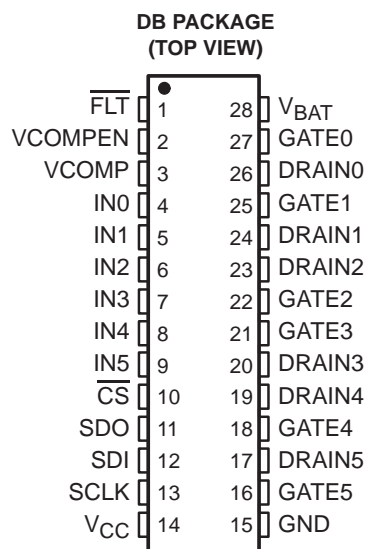 DB PACKAGE
(TOP VIEW)
FLT 1 28 VBAT
VCOMPEN 2 27 GATE0
VCOMP 3 26 DRAIN0
IN0 4 25 GATE1
IN1 5 24 DRAIN1
IN2 6 23 DRAIN2
IN3 7 22 GATE2
IN4 8 21 GATE3
IN5 9 20 DRAIN3
CS 10 19 DRAIN4
SDO 11 18 GATE4
SDI 12 17 DRAIN5
SCLK 13 16 GATE5
VCC 14 15 GND